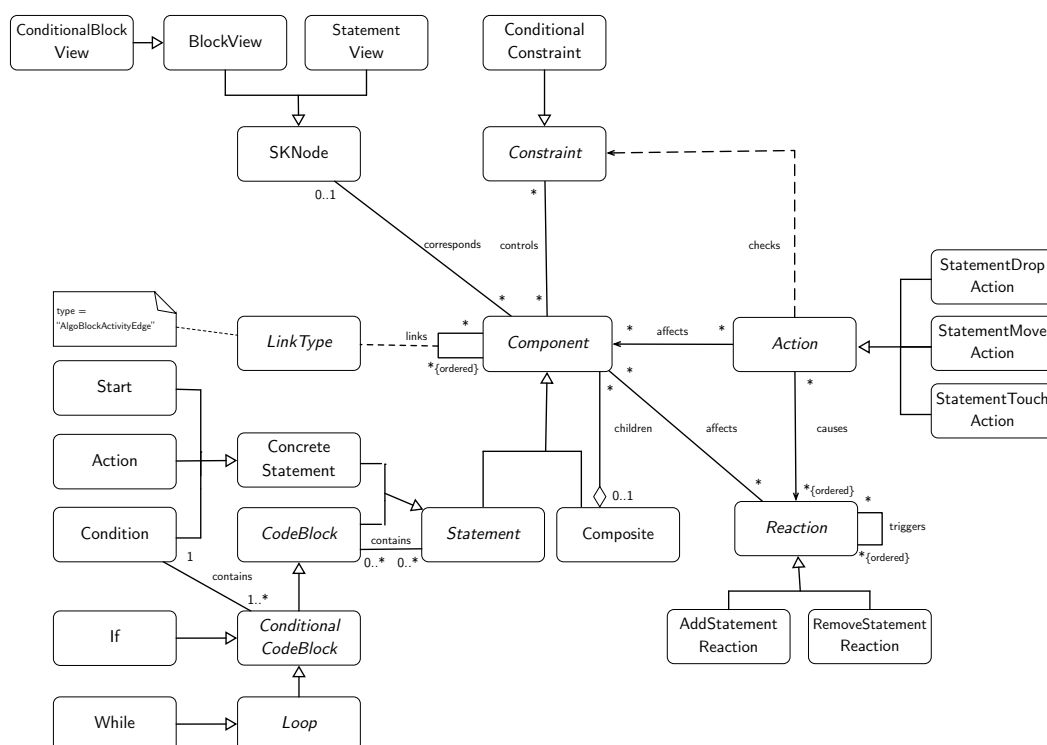 ConditionalBlock
View
BlockView
Statement
View
Conditional
Constraint
SKNode
Constraint
0..1
*
corresponds
controls
checks
*
*
StatementDrop
Action
type =
"AlgoBlockActivityEdge"
LinkType
links
*
*{ordered}
Component
*
affects
*
Action
StatementMove
Action
StatementTouch
Action
Start
*
*
*
children
affects
causes
Action
Concrete
Statement
*
*{ordered}
0..1
*
Condition
CodeBlock
contains
0..*
0..*
Statement
Composite
Reaction
triggers
*{ordered}
1
contains
1..*
If
Conditional
CodeBlock
AddStatement
Reaction
RemoveStatement
Reaction
While
Loop